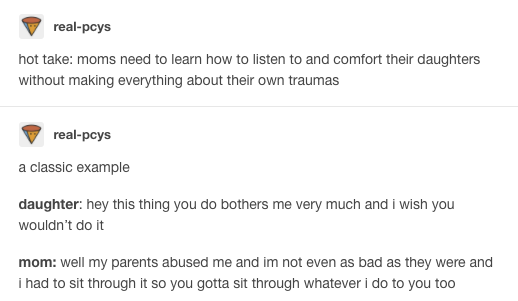 real-pcys
hot take: moms need to learn how to listen to and comfort their daughters
without making everything about their own traumas
real-pcys
a classic example
daughter: hey this thing you do bothers me very much and i wish you
wouldn't do it
mom: well my parents abused me and im not even as bad as they were and
i had to sit through it so you gotta sit through whatever i do to you too